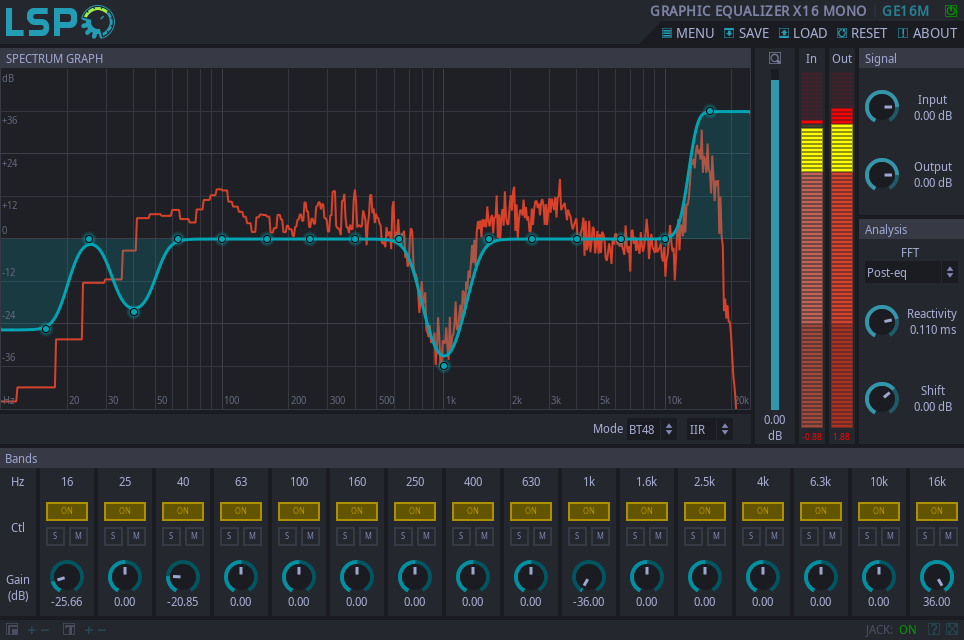 LSP
GRAPHIC EQUALIZER X16 MONO GE16M
MENU SAVE LOAD RESET ABOUT
SPECTRUM GRAPH
dB
+36
+24
+12
0
-12
-24
-36
Hz 20 30 50 100 200 300 500 1k 2k 3k 5k 10k 20k
Mode BT48 IIR
0.00
dB
In Out
-0.88 1.88
Signal
Input
0.00 dB
Output
0.00 dB
Analysis
FFT
Post-eq
Reactivity
0.110 ms
Shift
0.00 dB
Bands
Hz 16 25 40 63 100 160 250 400 630 1k 1.6k 2.5k 4k 6.3k 10k 16k
ON ON ON ON ON ON ON ON ON ON ON ON ON ON ON ON
Ctl
S M S M S M S M S M S M S M S M S M S M S M S M S M S M S M S M
Gain
(dB)
-25.66 0.00 -20.85 0.00 0.00 0.00 0.00 0.00 0.00 -36.00 0.00 0.00 0.00 0.00 0.00 36.00
+ - T + - JACK: ON ?